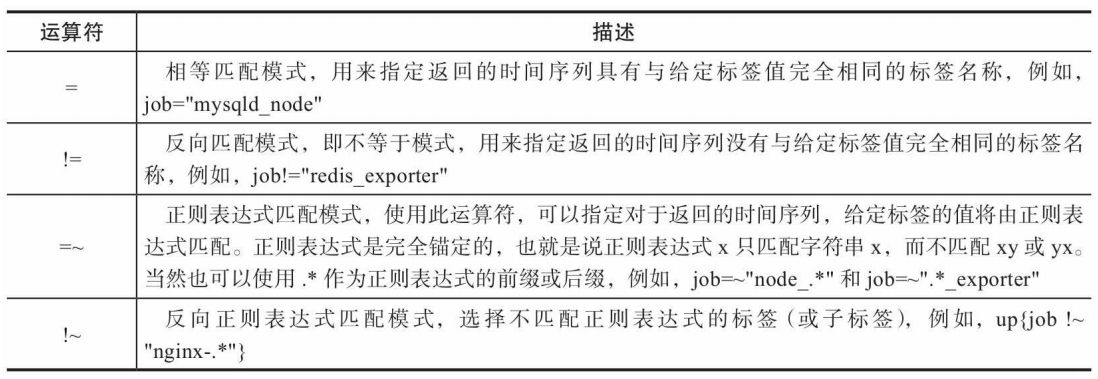 运算符
描述
=
相等匹配模式，用来指定返回的时间序列具有与给定标签值完全相同的标签名称，例如，
job="mysqld_node"
!=
反向匹配模式，即不等于模式，用来指定返回的时间序列没有与给定标签值完全相同的标签名
称，例如，job!="redis_exporter"
=~
正则表达式匹配模式，使用此运算符，可以指定对于返回的时间序列，给定标签的值将由正则表
达式匹配。正则表达式是完全锚定的，也就是说正则表达式 x 只匹配字符串 x，而不匹配 xy 或 yx。
当然也可以使用 .* 作为正则表达式的前缀或后缀，例如，job=~"node_.*" 和 job=~".*_exporter"
!~
反向正则表达式匹配模式，选择不匹配正则表达式的标签（或子标签），例如，up{job !~
"nginx-.*"}